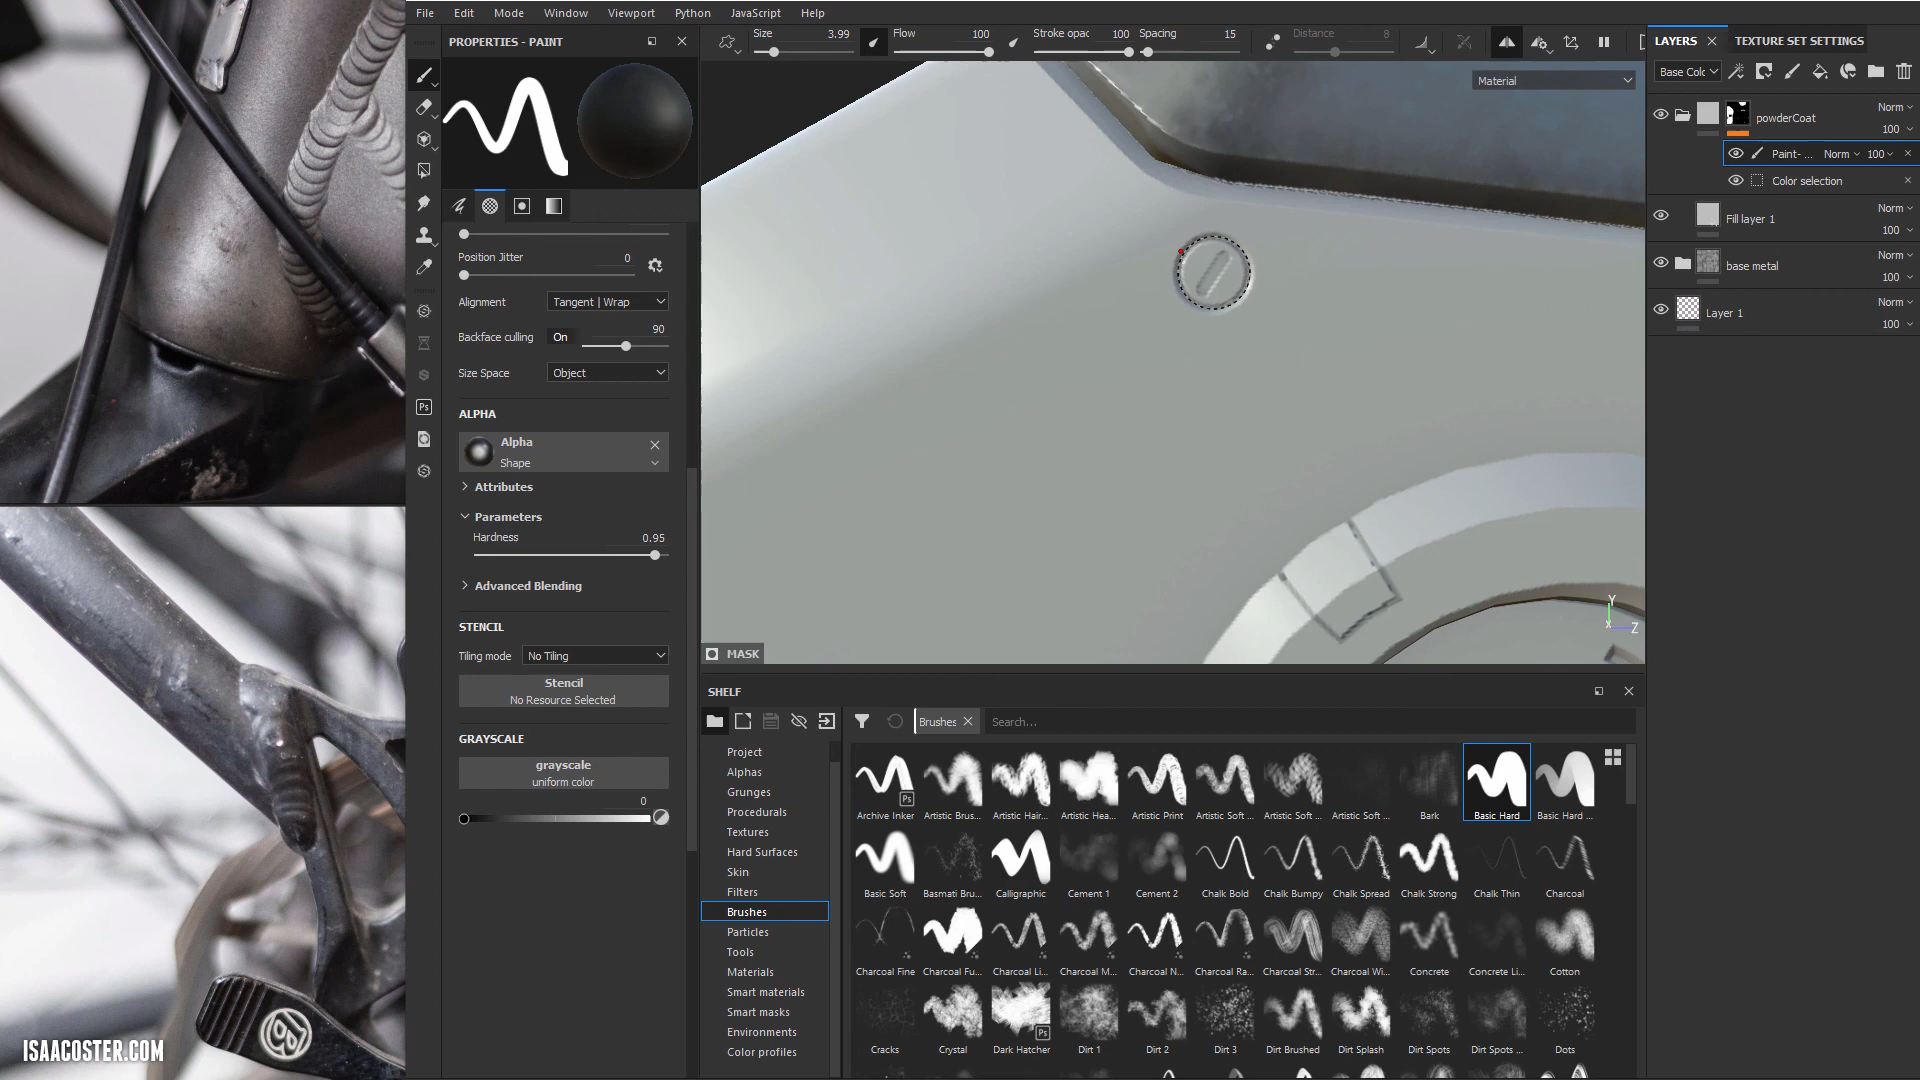 File Edit Mode Window Viewport Python JavaScript Help
PROPERTIES - PAINT
Size 3.99 Flow 100 Stroke opac 100 Spacing 15 Distance 8
LAYERS TEXTURE SET SETTINGS
Material
Base Colc
powderCoat Norm
100
Paint- ... Norm 100
Color selection
Fill layer 1 Norm
100
base metal Norm
100
Layer 1 Norm
100
Position Jitter 0
Alignment Tangent | Wrap
Backface culling On 90
Size Space Object
ALPHA
Alpha
Shape
Attributes
Parameters
Hardness 0.95
Advanced Blending
STENCIL
Tiling mode No Tiling
Stencil
No Resource Selected
GRAYSCALE
grayscale
uniform color
0
Y
X
Z
MASK
SHELF
Brushes Search...
Project
Alphas
Grunges
Procedurals
Textures
Hard Surfaces
Skin
Filters
Brushes
Particles
Tools
Materials
Smart materials
Smart masks
Environments
Color profiles
Ps
Ps
Ps
Archive Inker Artistic Brus... Artistic Hair... Artistic Hea... Artistic Print Artistic Soft ... Artistic Soft ... Artistic Soft ... Bark Basic Hard Basic Hard ...
Basic Soft Basmati Bru... Calligraphic Cement 1 Cement 2 Chalk Bold Chalk Bumpy Chalk Spread Chalk Strong Chalk Thin Charcoal
Charcoal Fine Charcoal Fu... Charcoal Li... Charcoal M... Charcoal N... Charcoal Ra... Charcoal Str... Charcoal Wi... Concrete Concrete Li... Cotton
Cracks Crystal Dark Hatcher Dirt 1 Dirt 2 Dirt 3 Dirt Brushed Dirt Splash Dirt Spots Dirt Spots ... Dots
ISAACOSTER.COM